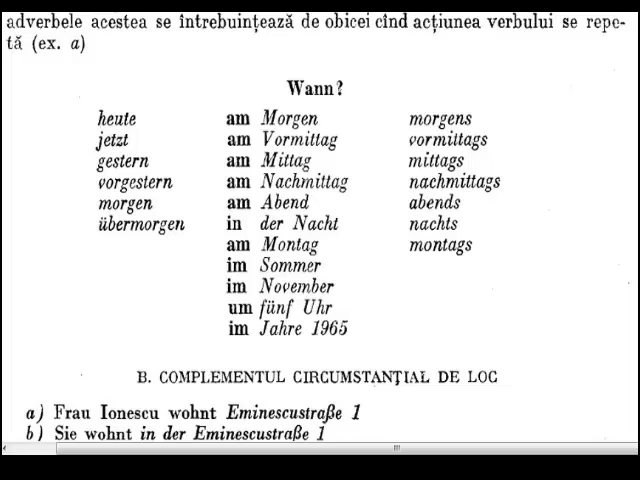 adverbele acestea se întrebuințează de obicei cînd acțiunea verbului se repe-
tă (ex. a)
Wann?
heute am Morgen morgens
jetzt am Vormittag vormittags
gestern am Mittag mittags
vorgestern am Nachmittag nachmittags
morgen am Abend abends
übermorgen in der Nacht nachts
am Montag montags
im Sommer
im November
um fünf Uhr
im Jahre 1965
B. COMPLEMENTUL CIRCUMSTANȚIAL DE LOC
a) Frau Ionescu wohnt Eminescustraße 1
b) Sie wohnt in der Eminescustraße 1